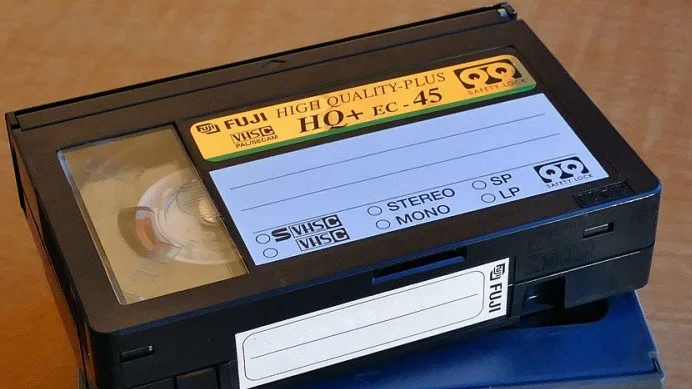 FUJI HIGH QUALITY-PLUS
VHS C HQ+ EC-45
PAL/SECAM
SAFETY LOCK
STEREO SP
MONO LP
SVHS C
VHS C
SAFETY LOCK
FUJI